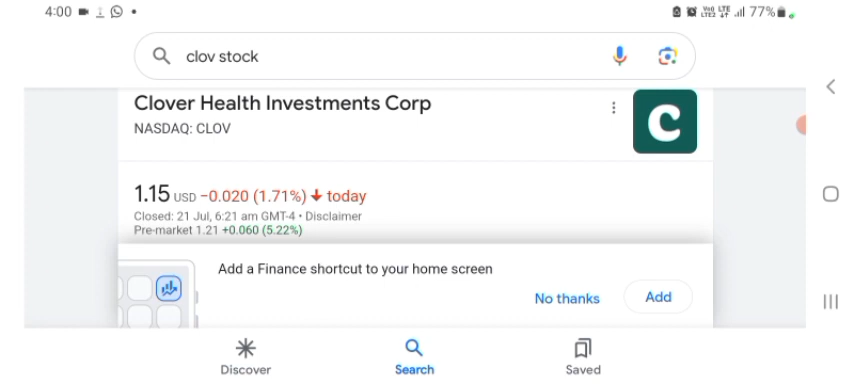 4:00
77%
clov stock
Clover Health Investments Corp
NASDAQ: CLOV
C
1.15 USD −0.020 (1.71%) ↓ today
Closed: 21 Jul, 6:21 am GMT-4 • Disclaimer
Pre-market 1.21 +0.060 (5.22%)
Add a Finance shortcut to your home screen
No thanks Add
Discover Search Saved